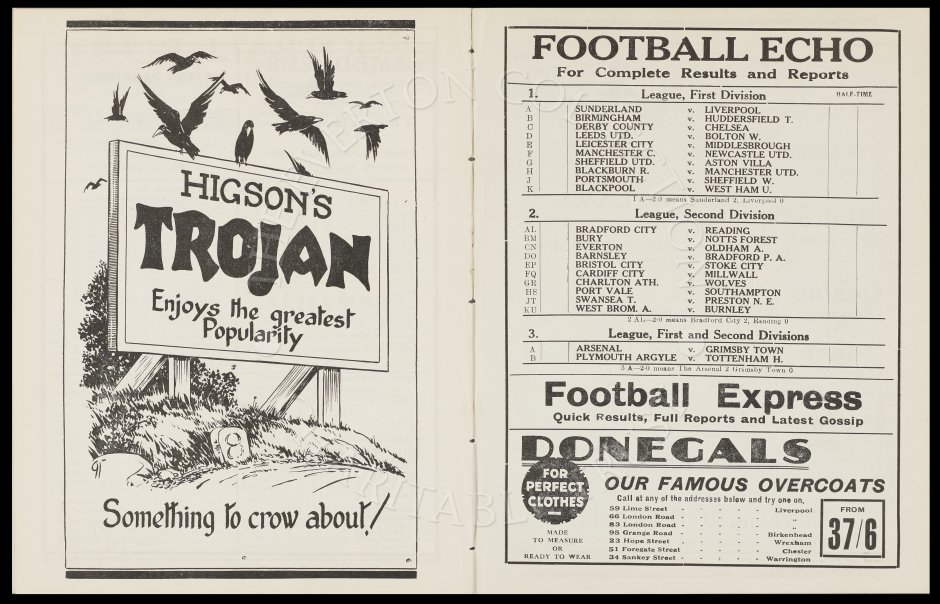 HIGSON'S
TROJAN
Enjoys the greatest
Popularity
8
Something to crow about!
FOOTBALL ECHO
For Complete Results and Reports
1. League, First Division HALF-TIME
A SUNDERLAND v. LIVERPOOL
B BIRMINGHAM v. HUDDERSFIELD T.
C DERBY COUNTY v. CHELSEA
D LEEDS UTD. v. BOLTON W.
E LEICESTER CITY v. MIDDLESBROUGH
F MANCHESTER C. v. NEWCASTLE UTD.
G SHEFFIELD UTD. v. ASTON VILLA
H BLACKBURN R. v. MANCHESTER UTD.
J PORTSMOUTH v. SHEFFIELD W.
K BLACKPOOL v. WEST HAM U.
1 A—2-0 means Sunderland 2, Liverpool 0
2. League, Second Division
AL BRADFORD CITY v. READING
BM BURY v. NOTTS FOREST
CN EVERTON v. OLDHAM A.
DO BARNSLEY v. BRADFORD P. A.
EP BRISTOL CITY v. STOKE CITY
FQ CARDIFF CITY v. MILLWALL
GR CHARLTON ATH. v. WOLVES
HS PORT VALE v. SOUTHAMPTON
JT SWANSEA T. v. PRESTON N. E.
KU WEST BROM. A. v. BURNLEY
2 AL—2-0 means Bradford City 2, Reading 0
3. League, First and Second Divisions
A ARSENAL v. GRIMSBY TOWN
B PLYMOUTH ARGYLE v. TOTTENHAM H.
3 A—2-0 means The Arsenal 2 Grimsby Town 0
Football Express
Quick Results, Full Reports and Latest Gossip
DONEGALS
FOR
PERFECT
CLOTHES
MADE
TO MEASURE
OR
READY TO WEAR
OUR FAMOUS OVERCOATS
Call at any of the addresses below and try one on,
59 Lime Street - - - - Liverpool
66 London Road - - - - "
83 London Road - - - - "
95 Grange Road - - - - Birkenhead
23 Hope Street - - - - Wrexham
51 Foregate Street - - - - Chester
34 Sankey Street - - - - Warrington
FROM
37/6